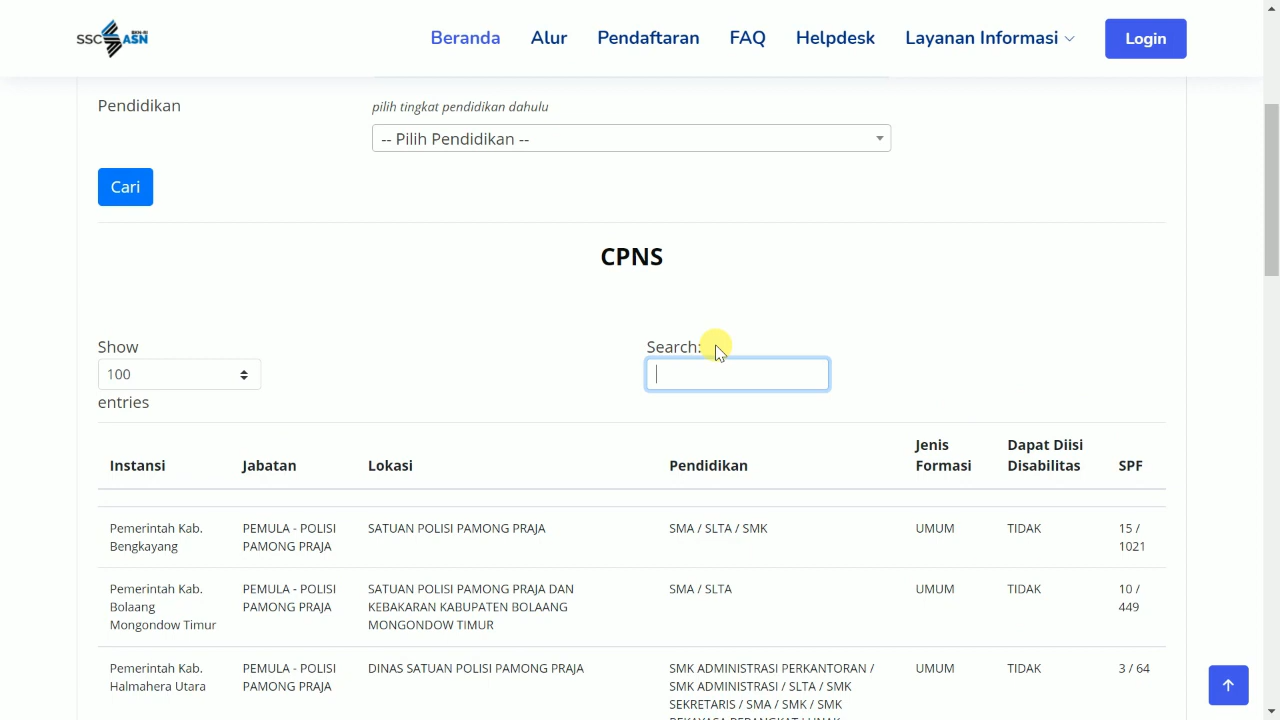 SSC ASN
BKN-RI
Beranda Alur Pendaftaran FAQ Helpdesk Layanan Informasi Login
Pendidikan
pilih tingkat pendidikan dahulu
-- Pilih Pendidikan --
Cari
CPNS
Show
100
entries
Search:
Instansi Jabatan Lokasi Pendidikan Jenis Formasi Dapat Diisi Disabilitas SPF
Pemerintah Kab. PEMULA - POLISI SATUAN POLISI PAMONG PRAJA SMA / SLTA / SMK UMUM TIDAK 15 /
Bengkayang PAMONG PRAJA 1021
Pemerintah Kab. PEMULA - POLISI SATUAN POLISI PAMONG PRAJA DAN SMA / SLTA UMUM TIDAK 10 /
Bolaang PAMONG PRAJA KEBAKARAN KABUPATEN BOLAANG 449
Mongondow Timur MONGONDOW TIMUR
Pemerintah Kab. PEMULA - POLISI DINAS SATUAN POLISI PAMONG PRAJA SMK ADMINISTRASI PERKANTORAN / UMUM TIDAK 3 / 64
Halmahera Utara PAMONG PRAJA SMK ADMINISTRASI / SLTA / SMK
SEKRETARIS / SMA / SMK / SMK